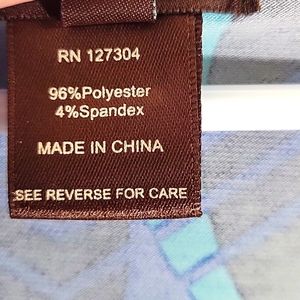 RN 127304
96%Polyester
4%Spandex
MADE IN CHINA
SEE REVERSE FOR CARE